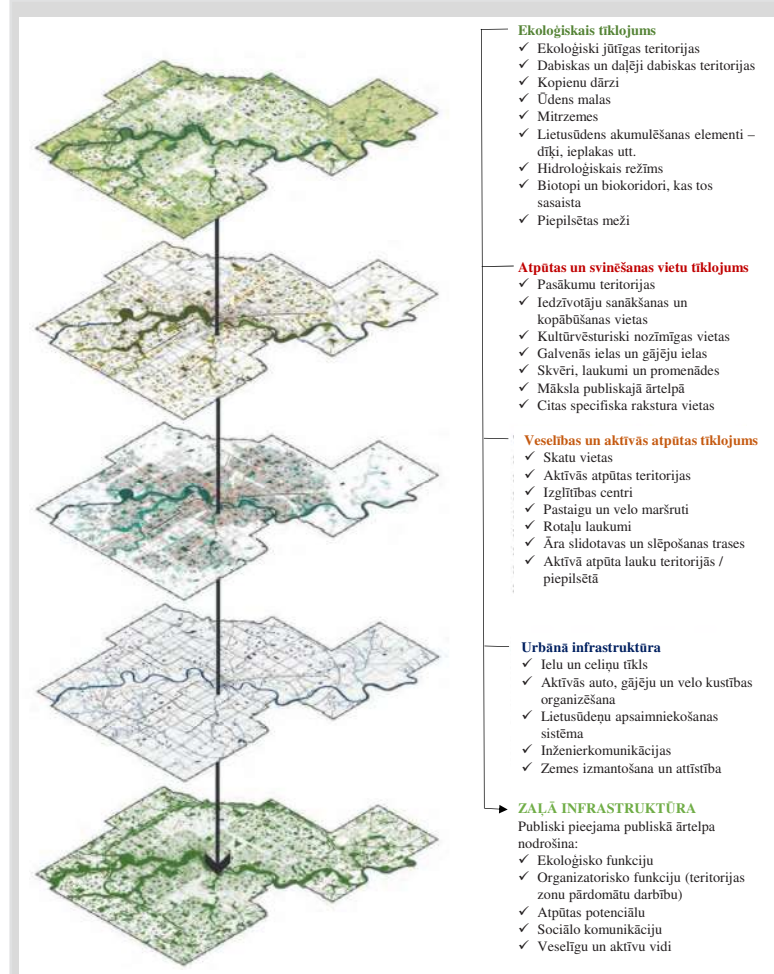 Ekoloģiskais tīklojums
✓ Ekoloģiski jūtīgas teritorijas
✓ Dabiskas un daļēji dabiskas teritorijas
✓ Kopienu dārzi
✓ Ūdens malas
✓ Mitrzemes
✓ Lietusūdens akumulēšanas elementi –
dīķi, ieplakas utt.
✓ Hidroloģiskais režīms
✓ Biotopi un biokoridori, kas tos
sasaista
✓ Piepilsētas meži
Atpūtas un svinēšanas vietu tīklojums
✓ Pasākumu teritorijas
✓ Iedzīvotāju sanākšanas un
kopābūšanas vietas
✓ Kultūrvēsturiski nozīmīgas vietas
✓ Galvenās ielas un gājēju ielas
✓ Skvēri, laukumi un promenādes
✓ Māksla publiskajā ārtelpā
✓ Citas specifiska rakstura vietas
Veselības un aktīvās atpūtas tīklojums
✓ Skatu vietas
✓ Aktīvās atpūtas teritorijas
✓ Izglītības centri
✓ Pastaigu un velo maršruti
✓ Rotaļu laukumi
✓ Āra slidotavas un slēpošanas trases
✓ Aktīvā atpūta lauku teritorijās /
piepilsētā
Urbānā infrastruktūra
✓ Ielu un celiņu tīkls
✓ Aktīvās auto, gājēju un velo kustības
organizēšana
✓ Lietusūdeņu apsaimniekošanas
sistēma
✓ Inženierkomunikācijas
✓ Zemes izmantošana un attīstība
ZAĻĀ INFRASTRUKTŪRA
Publiski pieejama publiskā ārtelpa
nodrošina:
✓ Ekoloģisko funkciju
✓ Organizatorisko funkciju (teritorijas
zonu pārdomātu darbību)
✓ Atpūtas potenciālu
✓ Sociālo komunikāciju
✓ Veselīgu un aktīvu vidi